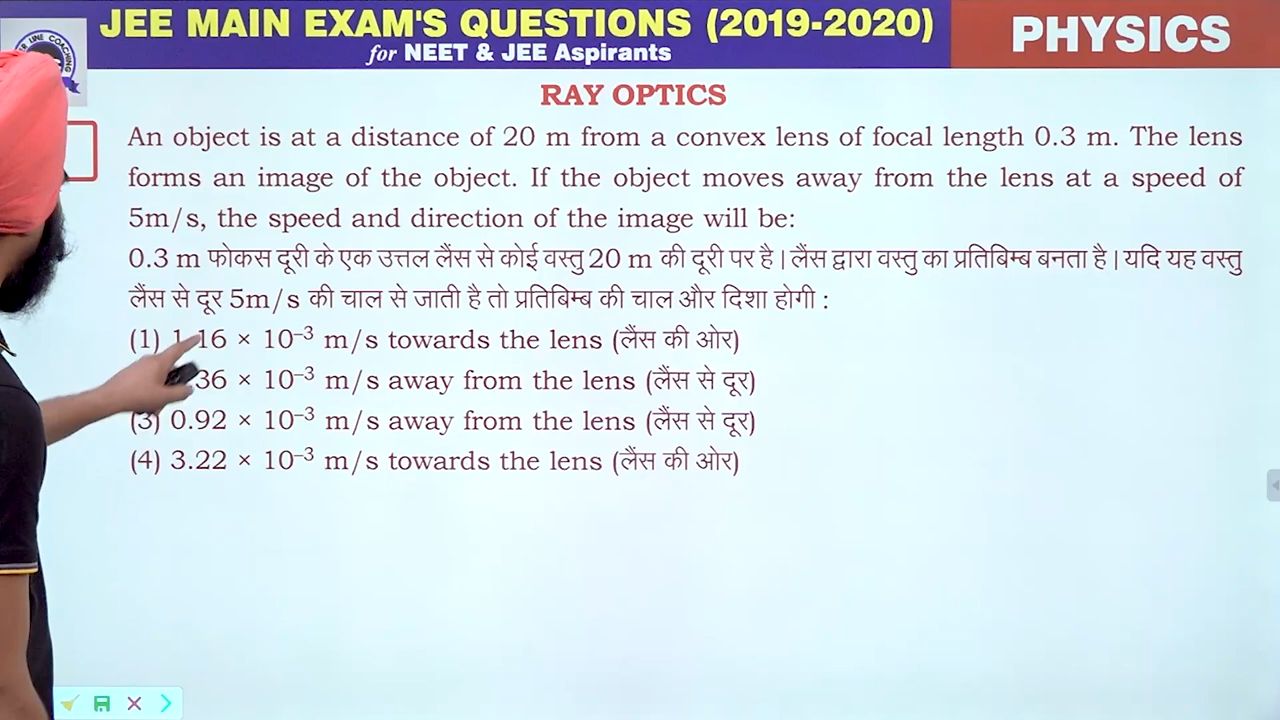 JEE MAIN EXAM'S QUESTIONS (2019-2020)
for NEET & JEE Aspirants
PHYSICS
LINE COACHING
RAY OPTICS
An object is at a distance of 20 m from a convex lens of focal length 0.3 m. The lens
forms an image of the object. If the object moves away from the lens at a speed of
5m/s, the speed and direction of the image will be:
0.3 m फोकस दूरी के एक उत्तल लैंस से कोई वस्तु 20 m की दूरी पर है। लैंस द्वारा वस्तु का प्रतिबिम्ब बनता है। यदि यह वस्तु
लैंस से दूर 5m/s की चाल से जाती है तो प्रतिबिम्ब की चाल और दिशा होगी :
(1) 1.16 × 10⁻³ m/s towards the lens (लैंस की ओर)
36 × 10⁻³ m/s away from the lens (लैंस से दूर)
(3) 0.92 × 10⁻³ m/s away from the lens (लैंस से दूर)
(4) 3.22 × 10⁻³ m/s towards the lens (लैंस की ओर)